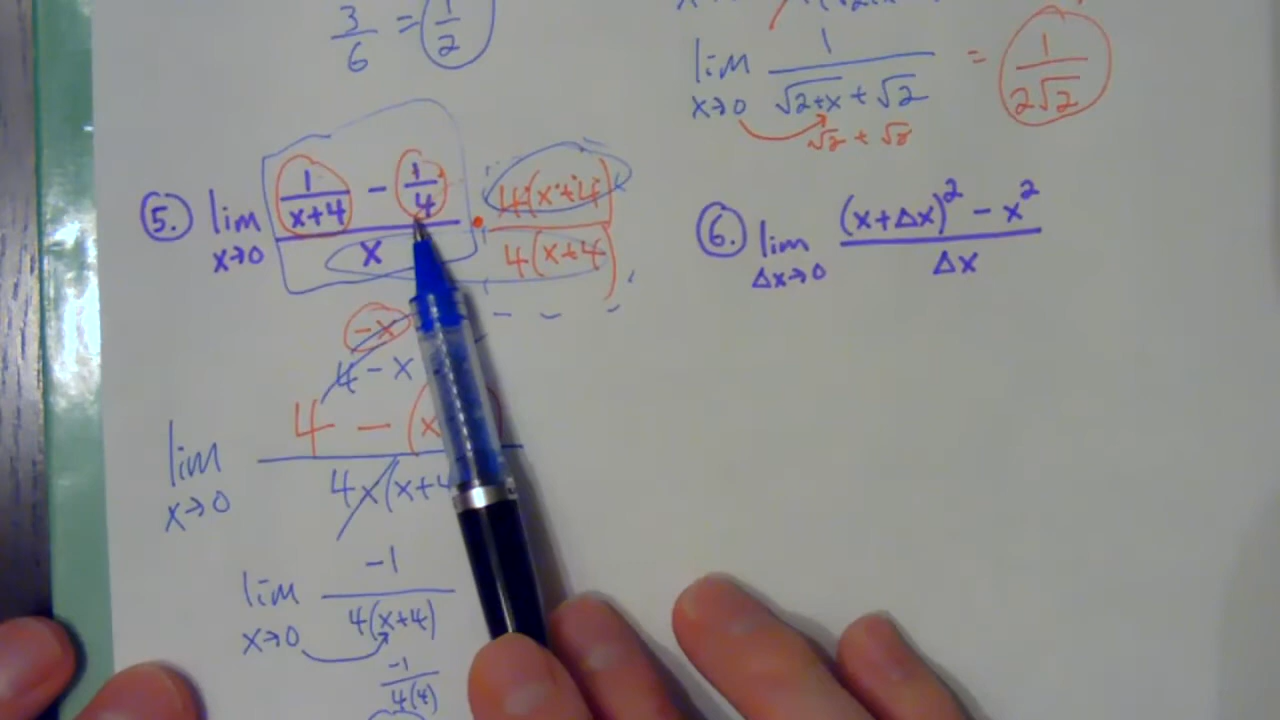 3/6 = 1/2
lim x→0 1/(√(2+x) + √2) = 1/(2√2)
√2 + √2
5. lim x→0 (1/(x+4) - 1/4)/x · 4(x+4)/4(x+4)
-x
4 - x
lim x→0 4 - (x / 4x(x+4
lim x→0 -1/4(x+4)
-1/4(4)
6. lim Δx→0 ((x+Δx)² - x²)/Δx